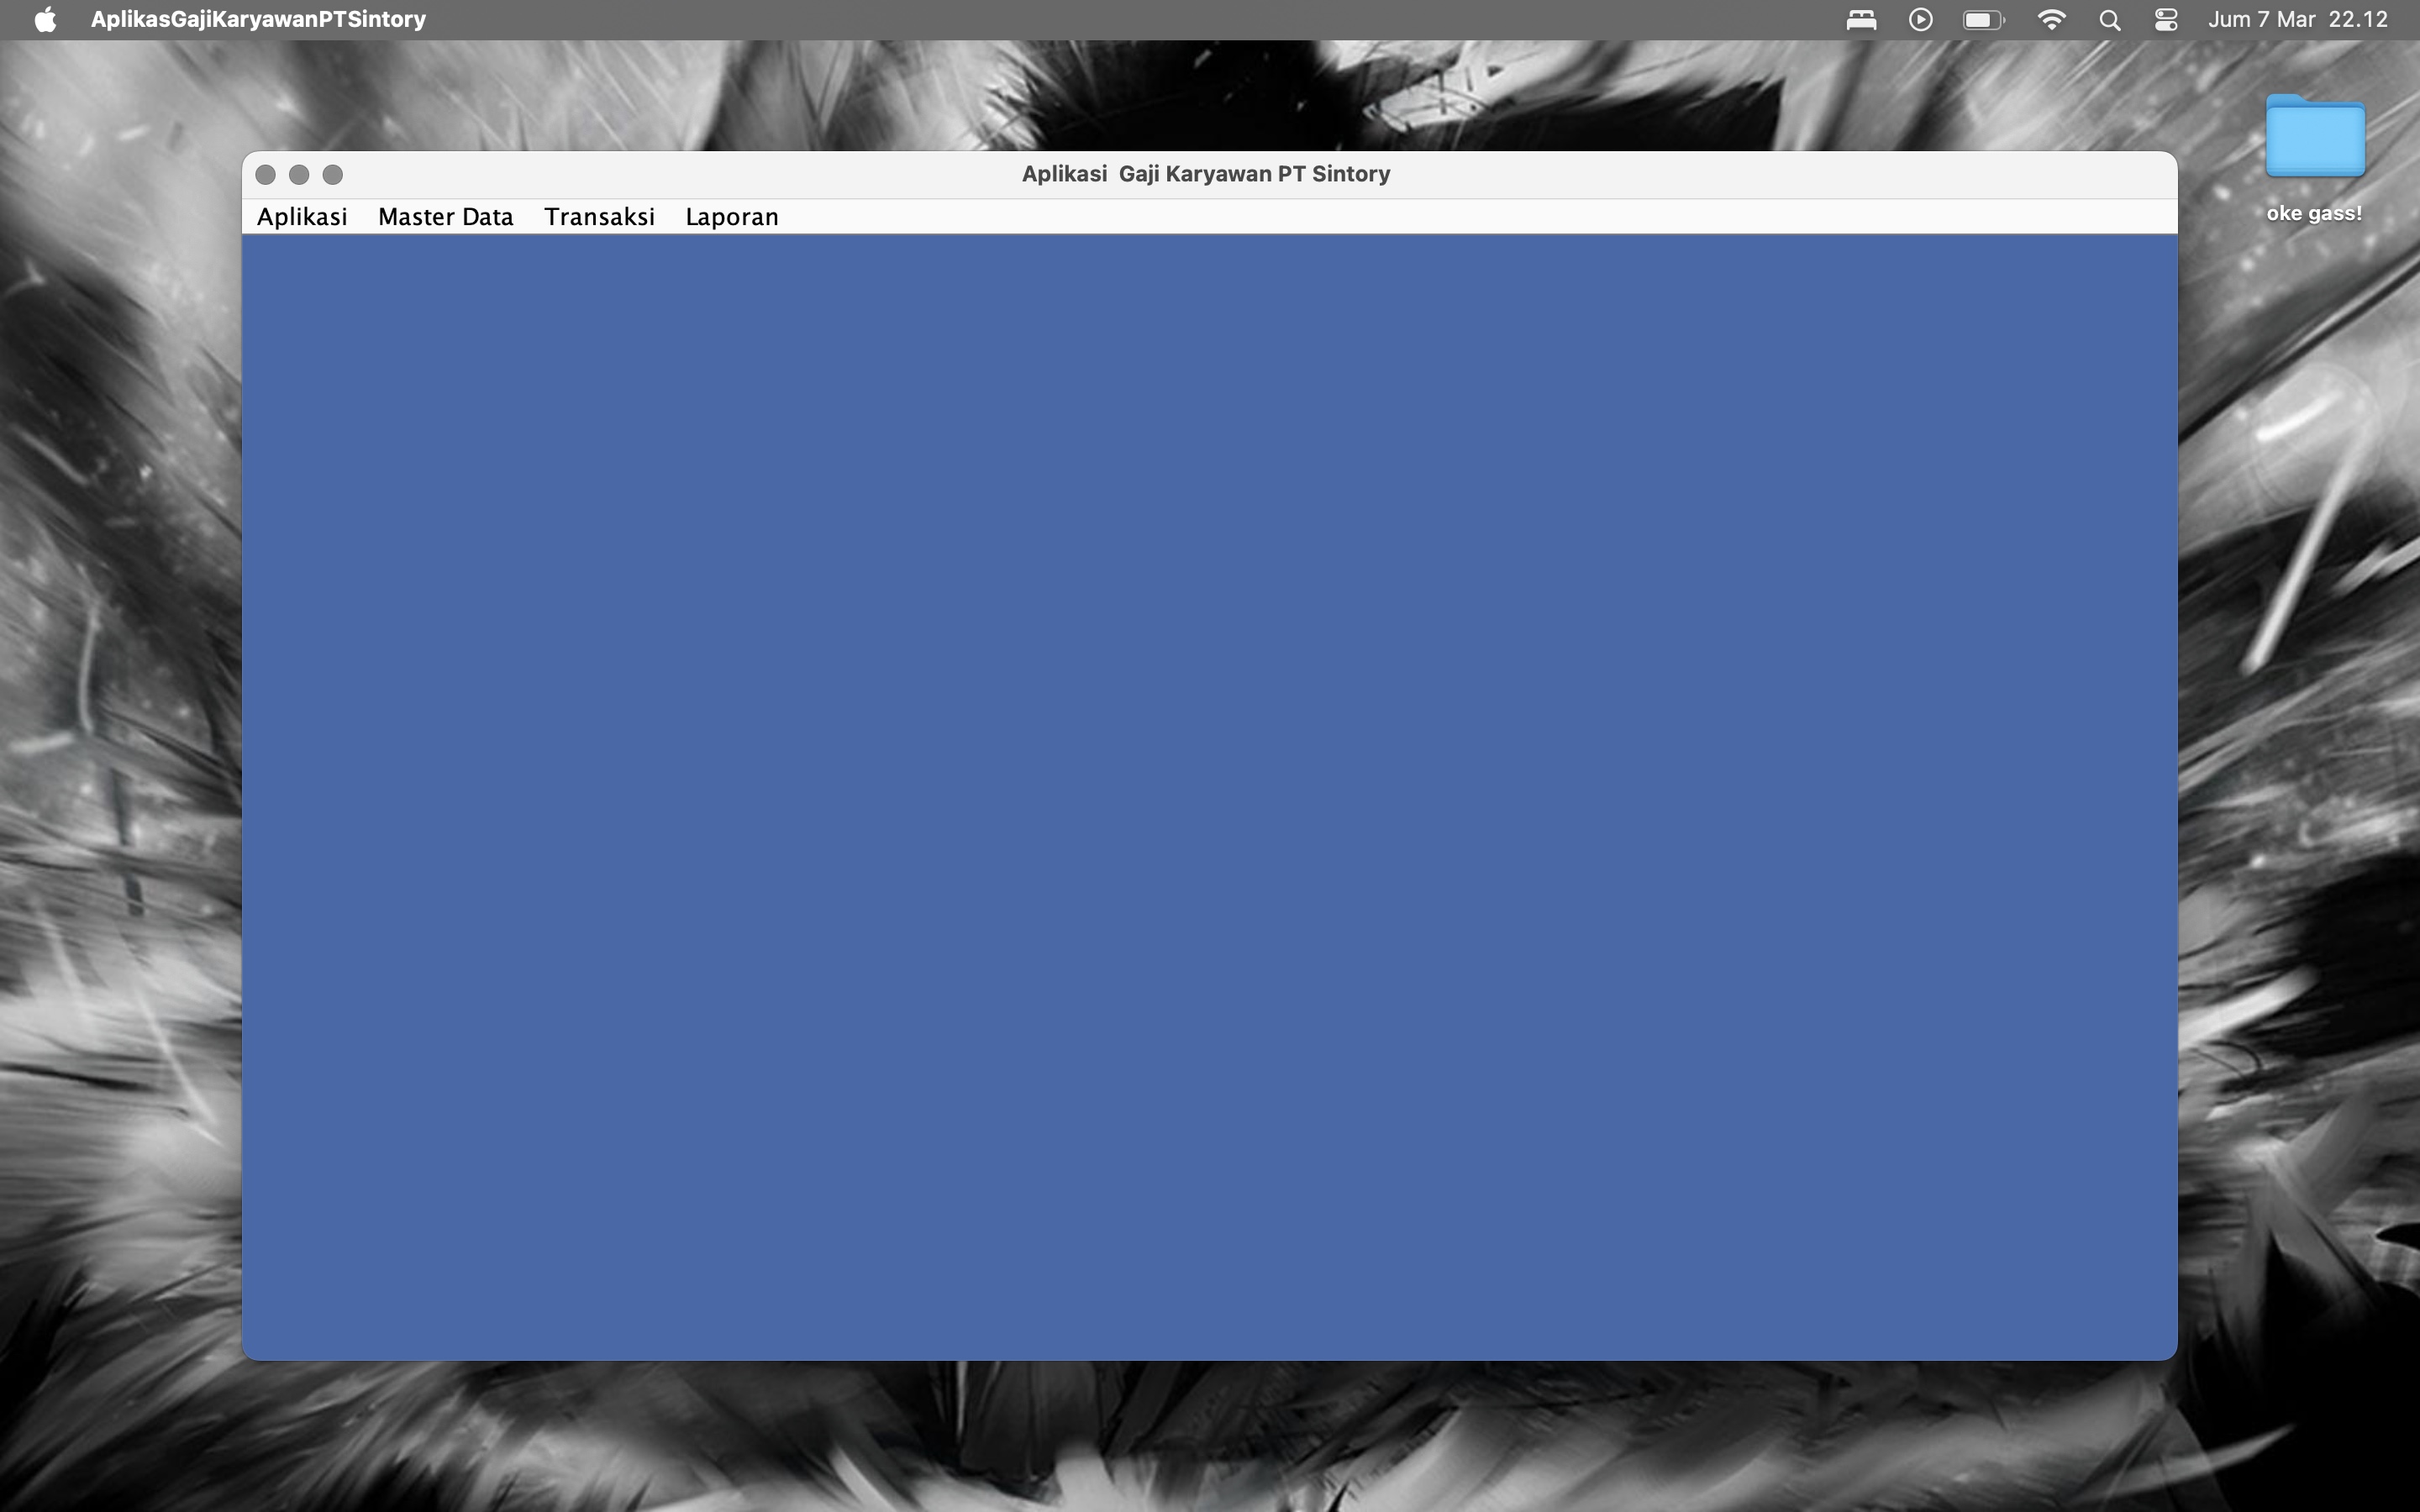 AplikasGajiKaryawanPTSintory Jum 7 Mar 22.12
Aplikasi  Gaji Karyawan PT Sintory
Aplikasi Master Data Transaksi Laporan
oke gass!